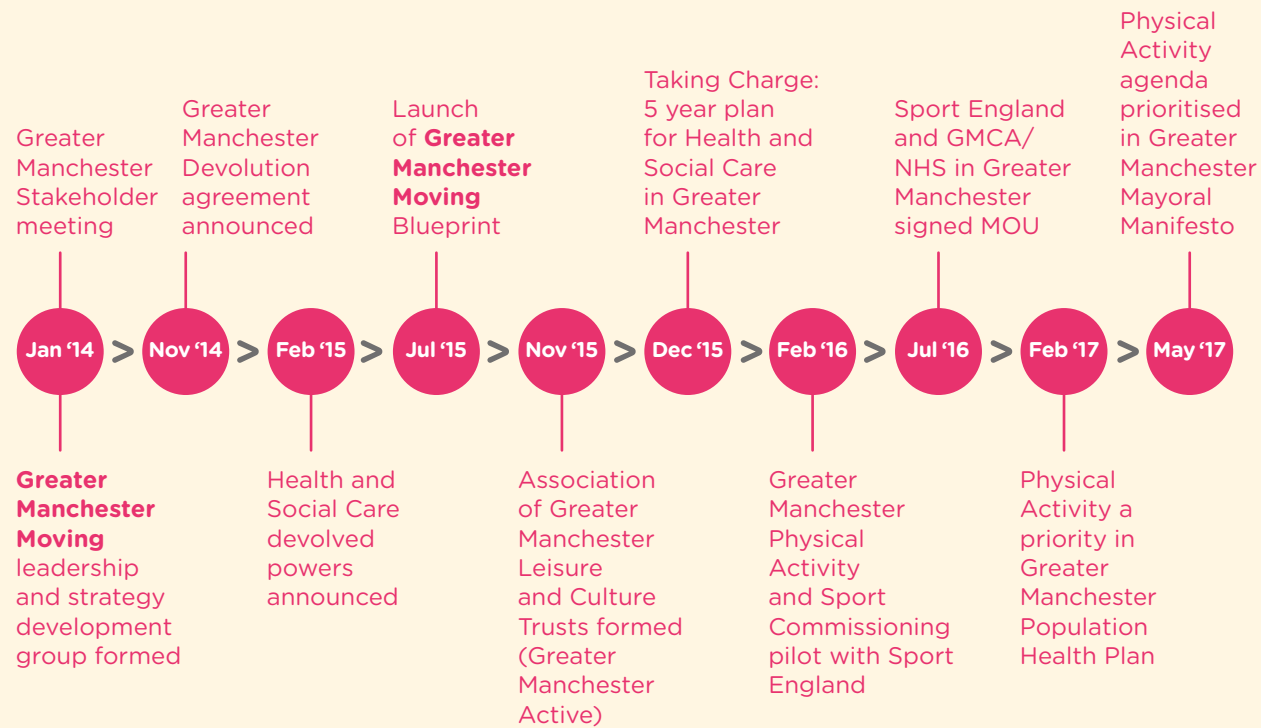 Greater
Manchester
Stakeholder
meeting
Greater
Manchester
Devolution
agreement
announced
Launch
of Greater
Manchester
Moving
Blueprint
Taking Charge:
5 year plan
for Health and
Social Care
in Greater
Manchester
Sport England
and GMCA/
NHS in Greater
Manchester
signed MOU
Physical
Activity
agenda
prioritised
in Greater
Manchester
Mayoral
Manifesto
Jan ‘14 > Nov ‘14 > Feb ‘15 > Jul ‘15 > Nov ‘15 > Dec ‘15 > Feb ‘16 > Jul ‘16 > Feb ‘17 > May ‘17
Greater
Manchester
Moving
leadership
and strategy
development
group formed
Health and
Social Care
devolved
powers
announced
Association
of Greater
Manchester
Leisure
and Culture
Trusts formed
(Greater
Manchester
Active)
Greater
Manchester
Physical
Activity
and Sport
Commissioning
pilot with Sport
England
Physical
Activity a
priority in
Greater
Manchester
Population
Health Plan